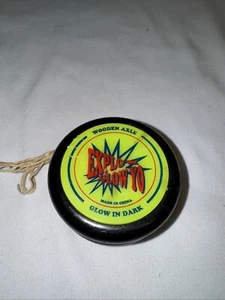 WOODEN AXLE
EXPLO
GLOW YO
MADE IN CHINA
GLOW IN DARK